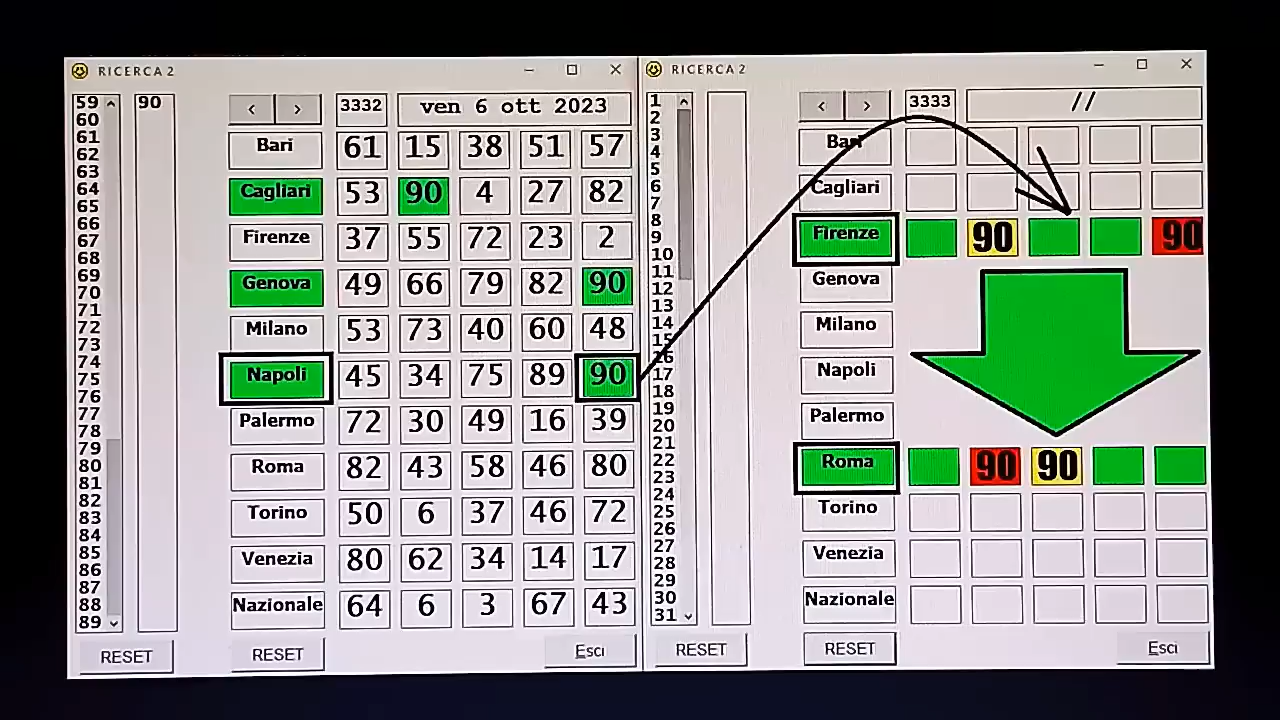 RICERCA 2
59 60 61 62 63 64 65 66 67 68 69 70 71 72 73 74 75 76 77 78 79 80 81 82 83 84 85 86 87 88 89
90
< > 3332 ven 6 ott 2023
Bari 61 15 38 51 57
Cagliari 53 90 4 27 82
Firenze 37 55 72 23 2
Genova 49 66 79 82 90
Milano 53 73 40 60 48
Napoli 45 34 75 89 90
Palermo 72 30 49 16 39
Roma 82 43 58 46 80
Torino 50 6 37 46 72
Venezia 80 62 34 14 17
Nazionale 64 6 3 67 43
RESET RESET Esci
RICERCA 2
1 2 3 4 5 6 7 8 9 10 11 12 13 14 15 16 17 18 19 20 21 22 23 24 25 26 27 28 29 30 31
< > 3333 //
Bari
Cagliari
Firenze 90 90
Genova
Milano
Napoli
Palermo
Roma 90 90
Torino
Venezia
Nazionale
RESET RESET Esci